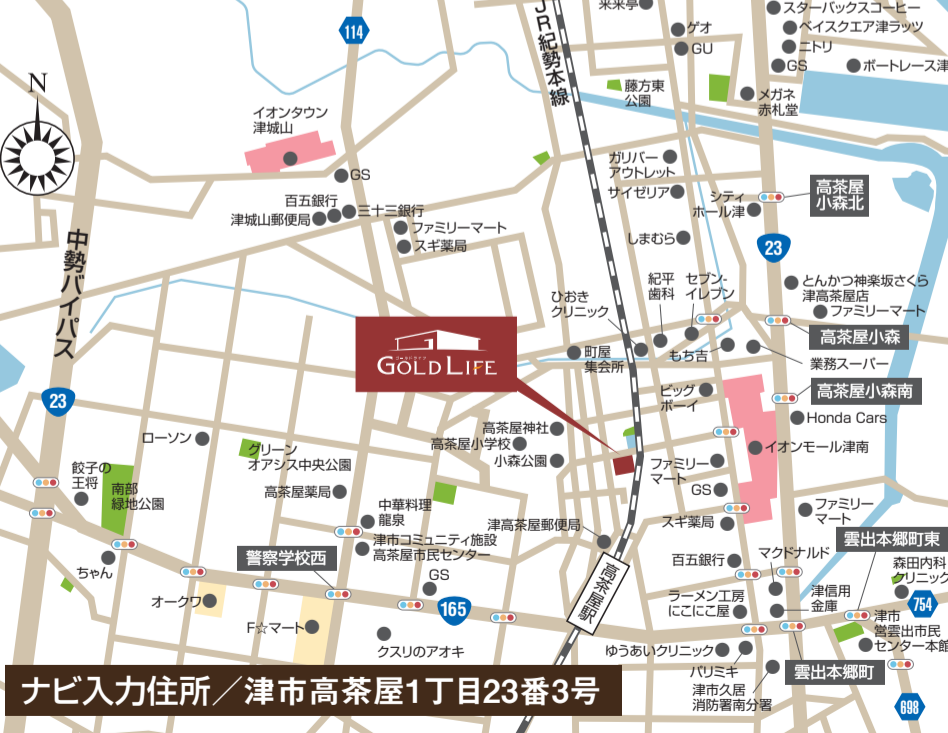 来来亭
スターバックスコーヒー
ゲオ
ベイスクエア津ラッツ
114
JR紀勢本線
GU
ニトリ
GS
ボートレース津
N
藤方東
公園
メガネ
赤札堂
イオンタウン
津城山
GS
ガリバー
アウトレット
サイゼリア
シティ
ホール津
高茶屋
小森北
百五銀行
三十三銀行
津城山郵便局
ファミリーマート
スギ薬局
しまむら
23
中勢バイパス
紀平
歯科
セブン-
イレブン
とんかつ神楽坂さくら
津高茶屋店
ファミリーマート
ひおき
クリニック
高茶屋小森
ゴールドライフ
GOLD LIFE
町屋
集会所
もち吉
業務スーパー
23
ビッグ
ボーイ
高茶屋小森南
Honda Cars
ローソン
高茶屋神社
高茶屋小学校
小森公園
イオンモール津南
グリーン
オアシス中央公園
餃子の
王将
南部
緑地公園
高茶屋薬局
ファミリー
マート
GS
中華料理
龍泉
津高茶屋郵便局
スギ薬局
ファミリー
マート
津市コミュニティ施設
高茶屋市民センター
雲出本郷町東
警察学校西
ちゃん
GS
高茶屋駅
百五銀行
マクドナルド
森田内科
クリニック
オークワ
165
ラーメン工房
にこにこ屋
津信用
金庫
754
F☆マート
津市
営雲出市民
センター本館
クスリのアオキ
ゆうあいクリニック
パリミキ
雲出本郷町
津市久居
消防署南分署
698
ナビ入力住所／津市高茶屋1丁目23番3号